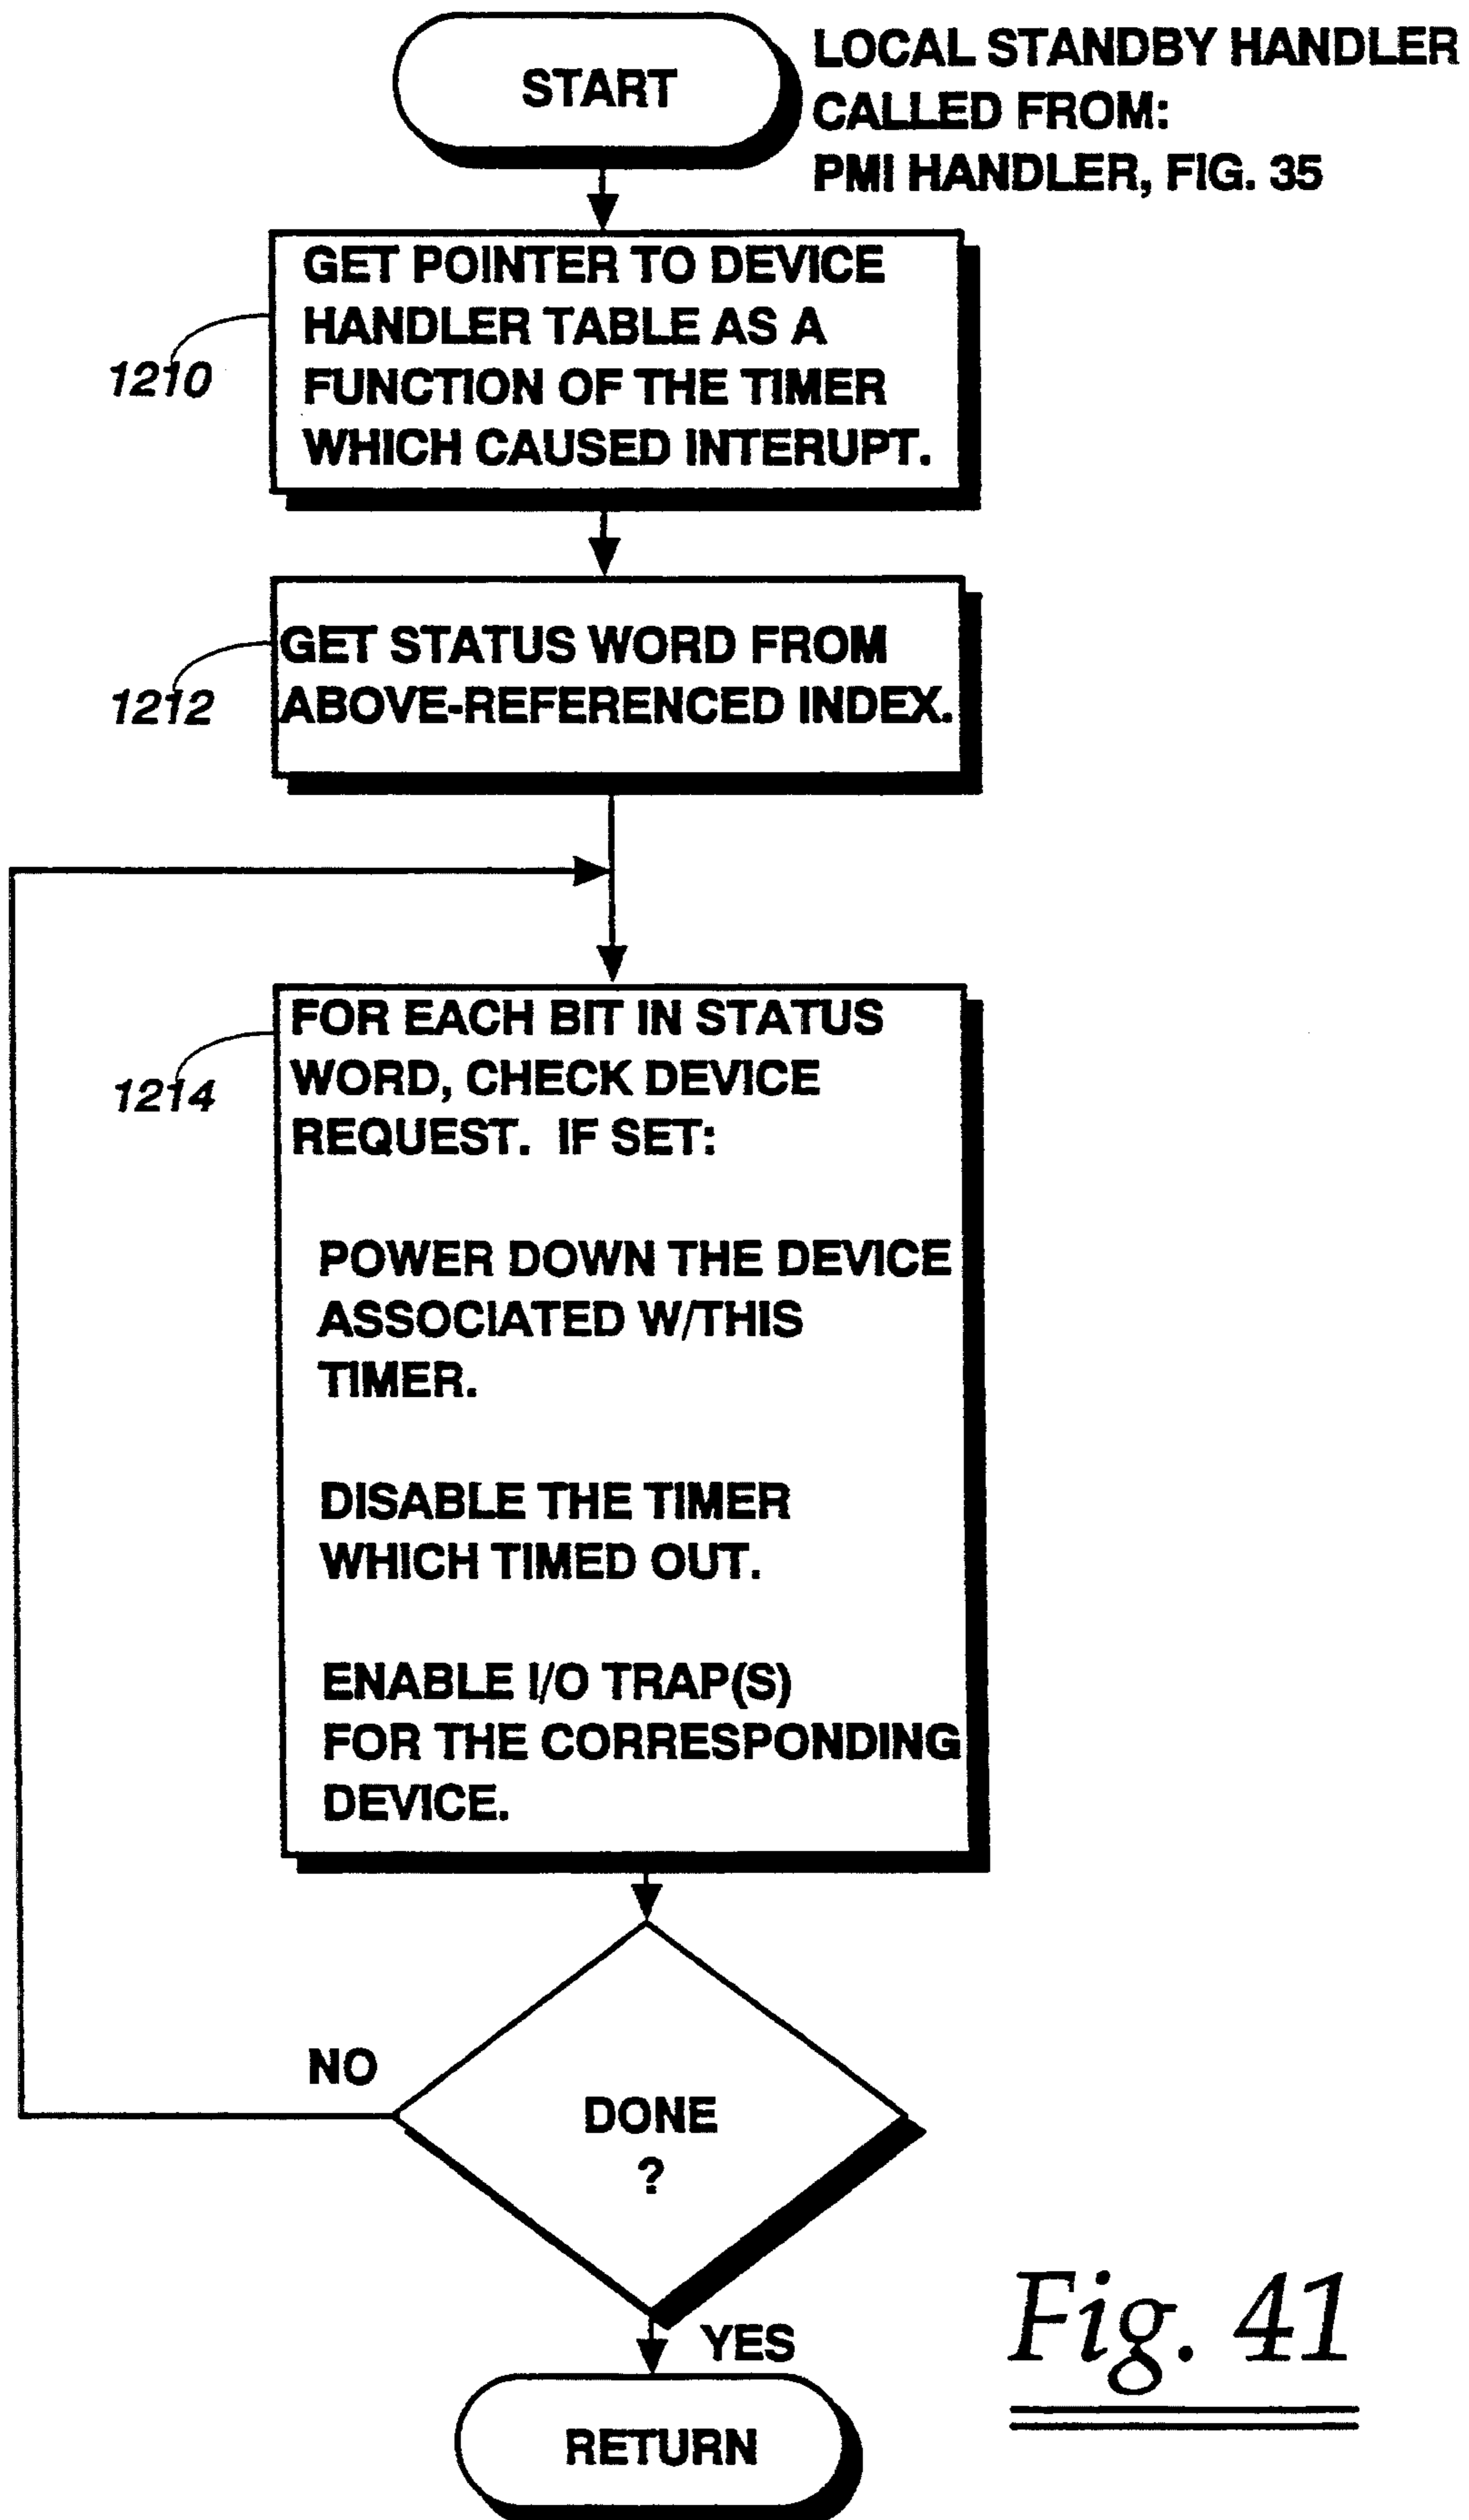 START
LOCAL STANDBY HANDLER
CALLED FROM:
PMI HANDLER, FIG. 35
GET POINTER TO DEVICE
HANDLER TABLE AS A
FUNCTION OF THE TIMER
WHICH CAUSED INTERUPT.
1210
GET STATUS WORD FROM
ABOVE-REFERENCED INDEX.
1212
FOR EACH BIT IN STATUS
WORD, CHECK DEVICE
REQUEST. IF SET:
1214
POWER DOWN THE DEVICE
ASSOCIATED W/THIS
TIMER.
DISABLE THE TIMER
WHICH TIMED OUT.
ENABLE I/O TRAP(S)
FOR THE CORRESPONDING
DEVICE.
NO
DONE
?
YES
RETURN
Fig. 41